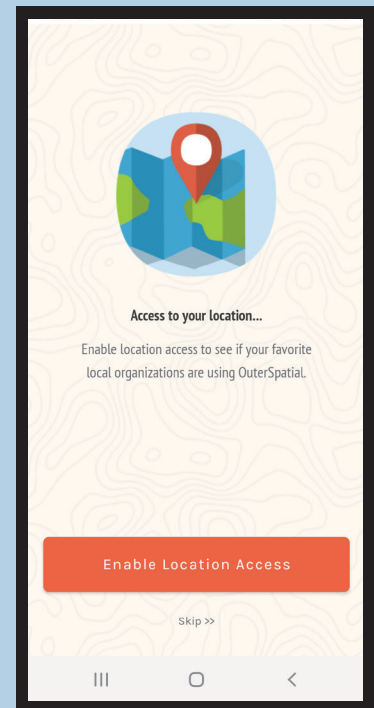 Access to your location...
Enable location access to see if your favorite
local organizations are using OuterSpatial.
Enable Location Access
Skip >>